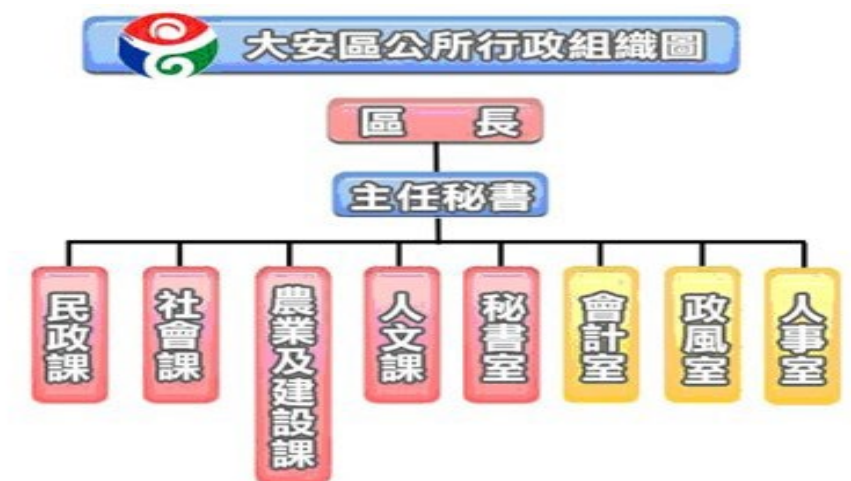 大安區公所行政組織圖
區 長
主任秘書
民政課
社會課
農業及建設課
人文課
秘書室
會計室
政風室
人事室